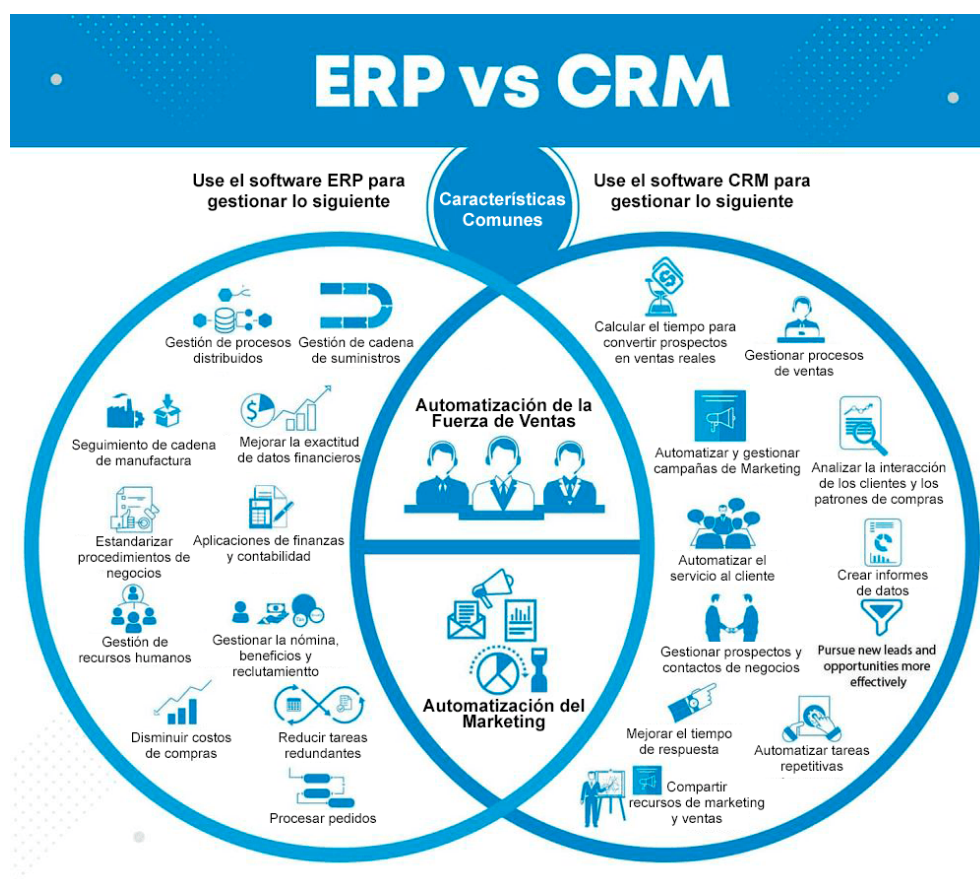 ERP vs CRM
Use el software ERP para
gestionar lo siguiente
Características
Comunes
Use el software CRM para
gestionar lo siguiente
Gestión de procesos
distribuidos
Gestión de cadena
de suministros
Seguimiento de cadena
de manufactura
Mejorar la exactitud
de datos financieros
Estandarizar
procedimientos de
negocios
Aplicaciones de finanzas
y contabilidad
Gestión de
recursos humanos
Gestionar la nómina,
beneficios y
reclutamientto
Disminuir costos
de compras
Reducir tareas
redundantes
Procesar pedidos
Automatización de la
Fuerza de Ventas
Automatización del
Marketing
Calcular el tiempo para
convertir prospectos
en ventas reales
Gestionar procesos
de ventas
Automatizar y gestionar
campañas de Marketing
Analizar la interacción
de los clientes y los
patrones de compras
Automatizar el
servicio al cliente
Crear informes
de datos
Gestionar prospectos y
contactos de negocios
Pursue new leads and
opportunities more
effectively
Mejorar el tiempo
de respuesta
Automatizar tareas
repetitivas
Compartir
recursos de marketing
y ventas